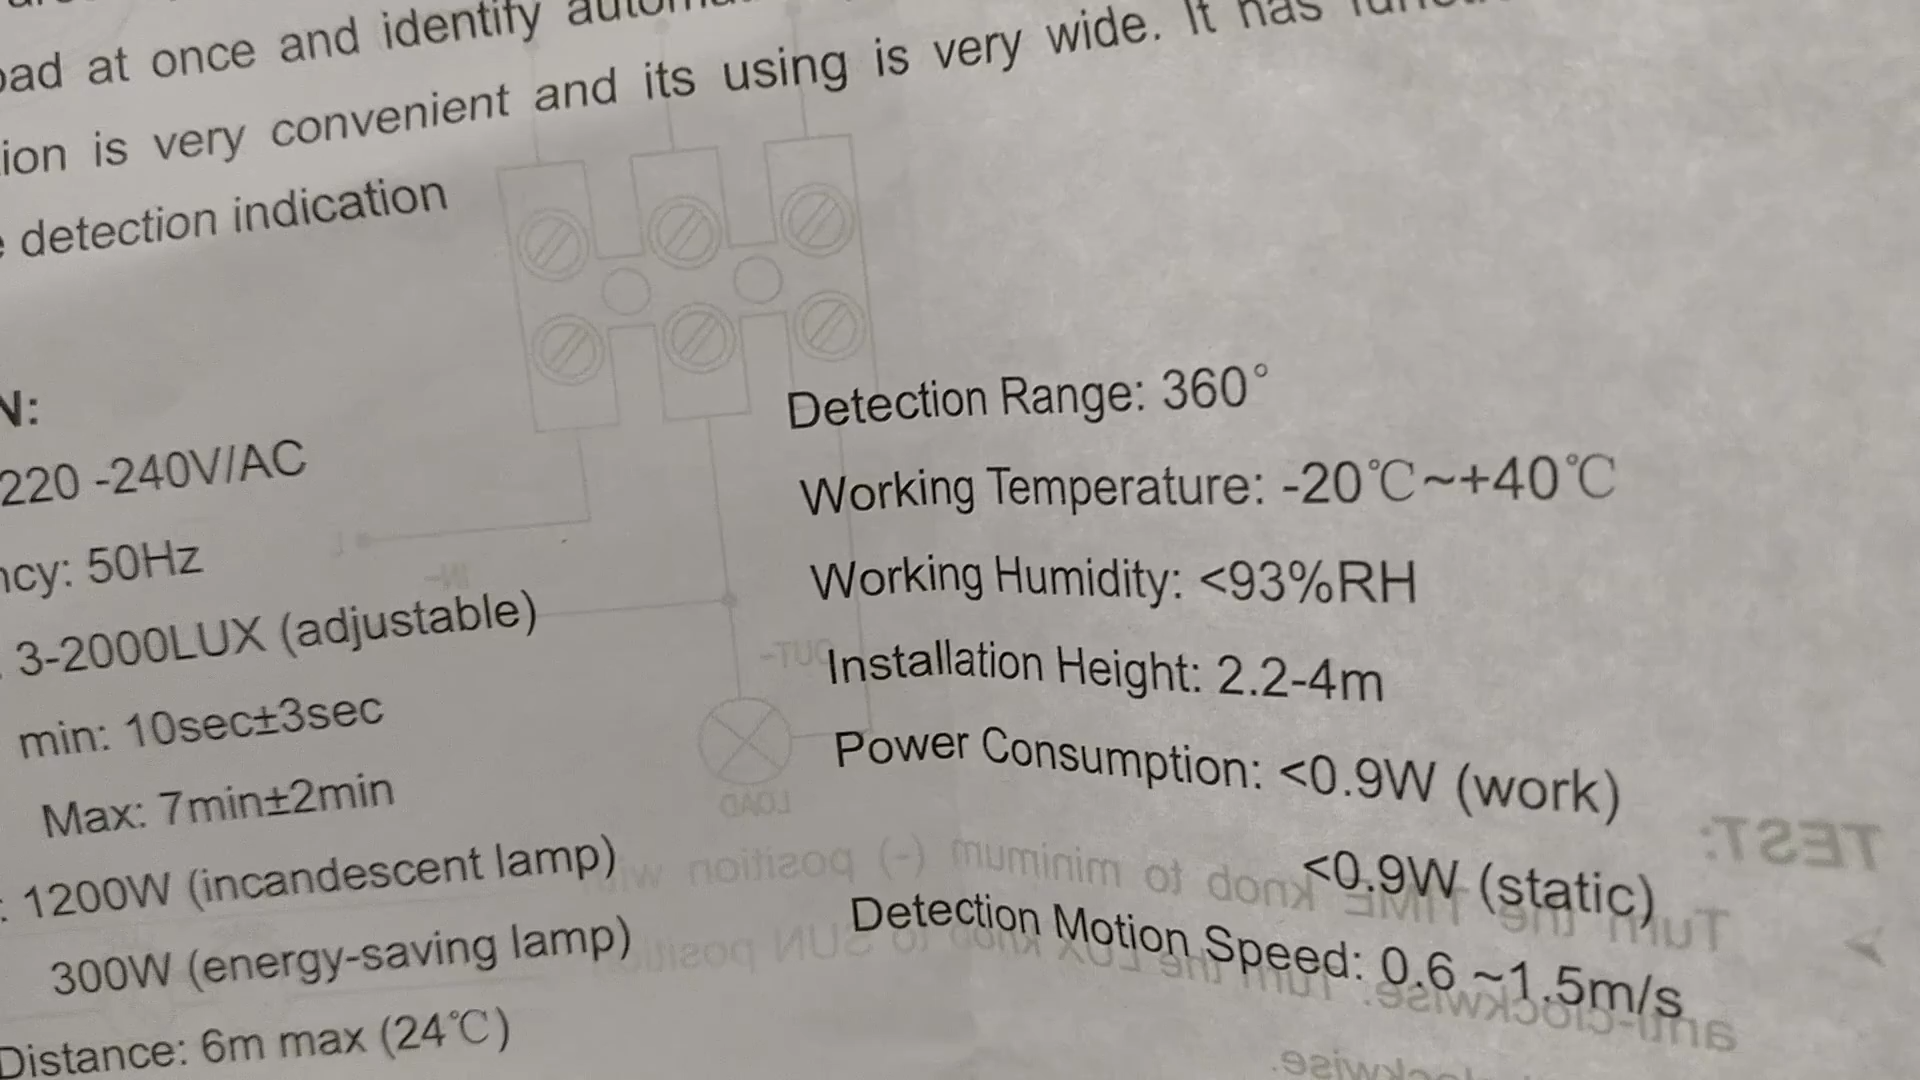 at once and identify
is very convenient and its using is very wide. It has
detection indication
N:
220 -240V/AC
50Hz
3-2000LUX (adjustable)
min: 10sec±3sec
Max: 7min±2min
: 1200W (incandescent lamp)
300W (energy-saving lamp)
Distance: 6m max (24℃)
Detection Range: 360°
Working Temperature: -20℃~+40℃
Working Humidity: <93%RH
Installation Height: 2.2-4m
Power Consumption: <0.9W (work)
<0.9W (static)
Detection Motion Speed: 0.6 ~1.5m/s
TEST: